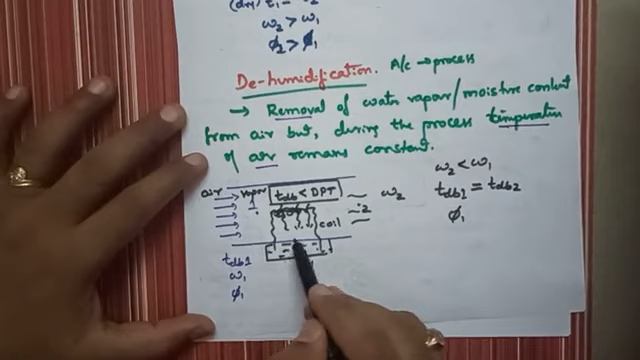 ω₂ > ω₁
ϕ₂ > ϕ₁
De-humidification. A/c → process
→ Removal of water vapour/moisture content
from air but, during the process temperature
of air remains constant.
air vapor tdb < DPT ω₂
1. 2
coil
tdb1
ω₁
ϕ₁
ω₂ < ω₁
tdb1 = tdb2
ϕ₁